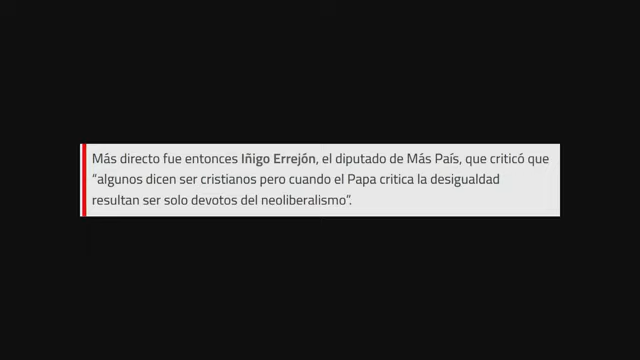 Más directo fue entonces Iñigo Errejón, el diputado de Más País, que criticó que
“algunos dicen ser cristianos pero cuando el Papa critica la desigualdad
resultan ser solo devotos del neoliberalismo”.